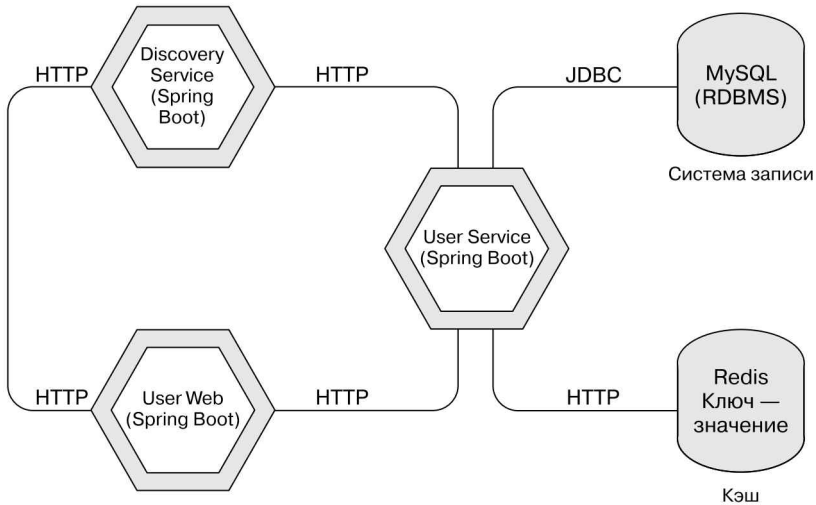 HTTP
Discovery
Service
(Spring
Boot)
HTTP
JDBC
MySQL
(RDBMS)
Система записи
User Service
(Spring Boot)
HTTP
User Web
(Spring Boot)
HTTP
HTTP
Redis
Ключ —
значение
Кэш